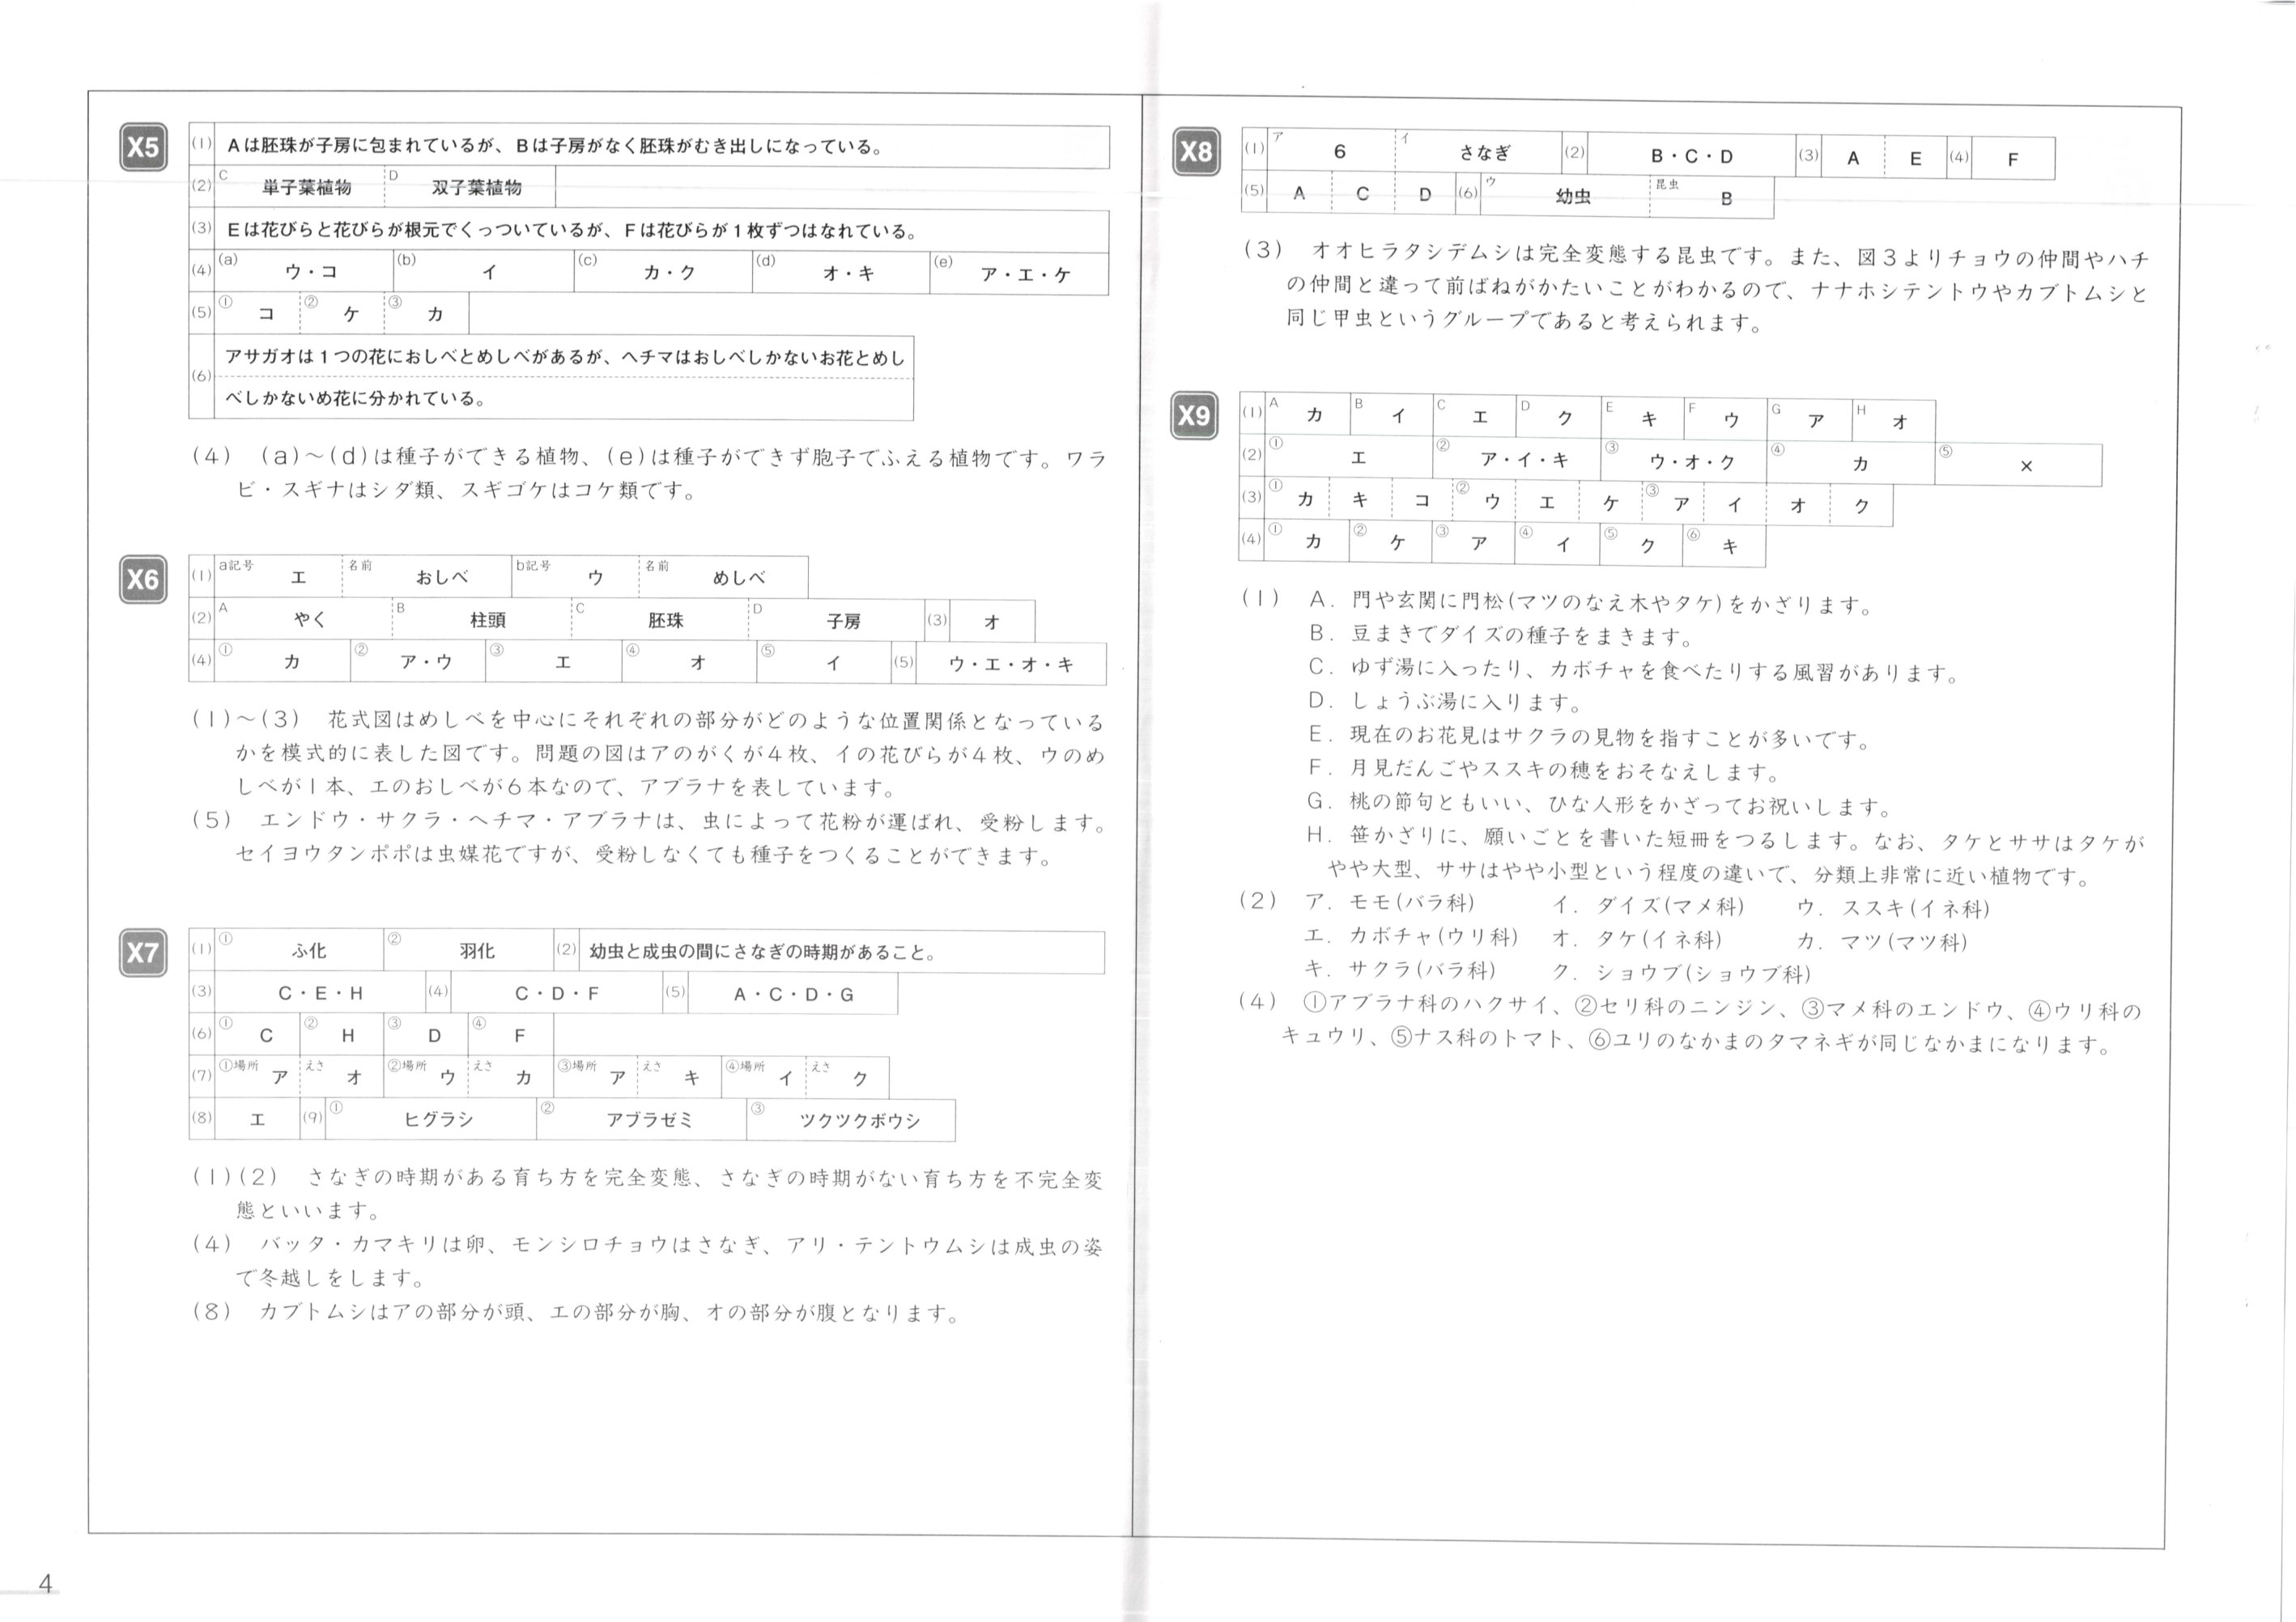 X5
(1) Aは胚珠が子房に包まれているが、Bは子房がなく胚珠がむき出しになっている。
(2) C 単子葉植物 D 双子葉植物
(3) Eは花びらと花びらが根元でくっついているが、Fは花びらが1枚ずつはなれている。
(4) (a) ウ・コ (b) イ (c) カ・ク (d) オ・キ (e) ア・エ・ケ
(5) ① コ ② ケ ③ カ
(6) アサガオは1つの花におしべとめしべがあるが、ヘチマはおしべしかないお花とめし
べしかないめ花に分かれている。
(4) (a)～(d)は種子ができる植物、(e)は種子ができず胞子でふえる植物です。ワラ
ビ・スギナはシダ類、スギゴケはコケ類です。
X6
(1) a記号 エ 名前 おしべ b記号 ウ 名前 めしべ
(2) A やく B 柱頭 C 胚珠 D 子房 (3) オ
(4) ① カ ② ア・ウ ③ エ ④ オ ⑤ イ (5) ウ・エ・オ・キ
(1)～(3) 花式図はめしべを中心にそれぞれの部分がどのような位置関係となっている
かを模式的に表した図です。問題の図はアのがくが4枚、イの花びらが4枚、ウのめ
しべが1本、エのおしべが6本なので、アブラナを表しています。
(5) エンドウ・サクラ・ヘチマ・アブラナは、虫によって花粉が運ばれ、受粉します。
セイヨウタンポポは虫媒花ですが、受粉しなくても種子をつくることができます。
X7
(1) ① ふ化 ② 羽化 (2) 幼虫と成虫の間にさなぎの時期があること。
(3) C・E・H (4) C・D・F (5) A・C・D・G
(6) ① C ② H ③ D ④ F
(7) ①場所 ア えさ オ ②場所 ウ えさ カ ③場所 ア えさ キ ④場所 イ えさ ク
(8) エ (9) ① ヒグラシ ② アブラゼミ ③ ツクツクボウシ
(1)(2) さなぎの時期がある育ち方を完全変態、さなぎの時期がない育ち方を不完全変
態といいます。
(4) バッタ・カマキリは卵、モンシロチョウはさなぎ、アリ・テントウムシは成虫の姿
で冬越しをします。
(8) カブトムシはアの部分が頭、エの部分が胸、オの部分が腹となります。
X8
(1) ア 6 イ さなぎ (2) B・C・D (3) A E (4) F
(5) A C D (6) ウ 幼虫 昆虫 B
(3) オオヒラタシデムシは完全変態する昆虫です。また、図3よりチョウの仲間やハチ
の仲間と違って前ばねがかたいことがわかるので、ナナホシテントウやカブトムシと
同じ甲虫というグループであると考えられます。
X9
(1) A カ B イ C エ D ク E キ F ウ G ア H オ
(2) ① エ ② ア・イ・キ ③ ウ・オ・ク ④ カ ⑤ ×
(3) ① カ キ コ ② ウ エ ケ ③ ア イ オ ク
(4) ① カ ② ケ ③ ア ④ イ ⑤ ク ⑥ キ
(1) A. 門や玄関に門松(マツのなえ木やタケ)をかざります。
B. 豆まきでダイズの種子をまきます。
C. ゆず湯に入ったり、カボチャを食べたりする風習があります。
D. しょうぶ湯に入ります。
E. 現在のお花見はサクラの見物を指すことが多いです。
F. 月見だんごやススキの穂をおそなえします。
G. 桃の節句ともいい、ひな人形をかざってお祝いします。
H. 笹かざりに、願いごとを書いた短冊をつるします。なお、タケとササはタケが
やや大型、ササはやや小型という程度の違いで、分類上非常に近い植物です。
(2) ア. モモ(バラ科) イ. ダイズ(マメ科) ウ. ススキ(イネ科)
エ. カボチャ(ウリ科) オ. タケ(イネ科) カ. マツ(マツ科)
キ. サクラ(バラ科) ク. ショウブ(ショウブ科)
(4) ①アブラナ科のハクサイ、②セリ科のニンジン、③マメ科のエンドウ、④ウリ科の
キュウリ、⑤ナス科のトマト、⑥ユリのなかまのタマネギが同じなかまになります。
4